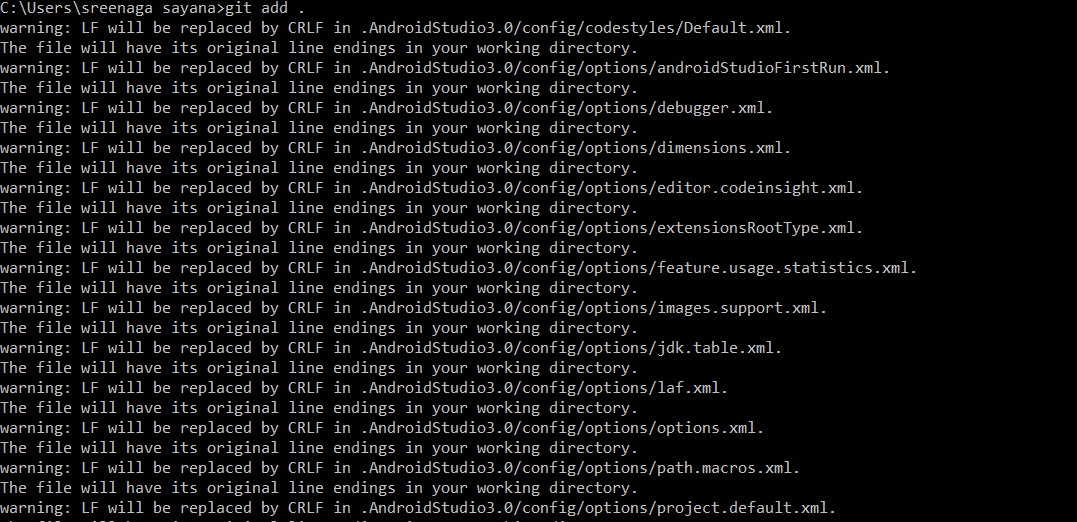 C:\Users\sreenaga sayana>git add .
warning: LF will be replaced by CRLF in .AndroidStudio3.0/config/codestyles/Default.xml.
The file will have its original line endings in your working directory.
warning: LF will be replaced by CRLF in .AndroidStudio3.0/config/options/androidStudioFirstRun.xml.
The file will have its original line endings in your working directory.
warning: LF will be replaced by CRLF in .AndroidStudio3.0/config/options/debugger.xml.
The file will have its original line endings in your working directory.
warning: LF will be replaced by CRLF in .AndroidStudio3.0/config/options/dimensions.xml.
The file will have its original line endings in your working directory.
warning: LF will be replaced by CRLF in .AndroidStudio3.0/config/options/editor.codeinsight.xml.
The file will have its original line endings in your working directory.
warning: LF will be replaced by CRLF in .AndroidStudio3.0/config/options/extensionsRootType.xml.
The file will have its original line endings in your working directory.
warning: LF will be replaced by CRLF in .AndroidStudio3.0/config/options/feature.usage.statistics.xml.
The file will have its original line endings in your working directory.
warning: LF will be replaced by CRLF in .AndroidStudio3.0/config/options/images.support.xml.
The file will have its original line endings in your working directory.
warning: LF will be replaced by CRLF in .AndroidStudio3.0/config/options/jdk.table.xml.
The file will have its original line endings in your working directory.
warning: LF will be replaced by CRLF in .AndroidStudio3.0/config/options/laf.xml.
The file will have its original line endings in your working directory.
warning: LF will be replaced by CRLF in .AndroidStudio3.0/config/options/options.xml.
The file will have its original line endings in your working directory.
warning: LF will be replaced by CRLF in .AndroidStudio3.0/config/options/path.macros.xml.
The file will have its original line endings in your working directory.
warning: LF will be replaced by CRLF in .AndroidStudio3.0/config/options/project.default.xml.